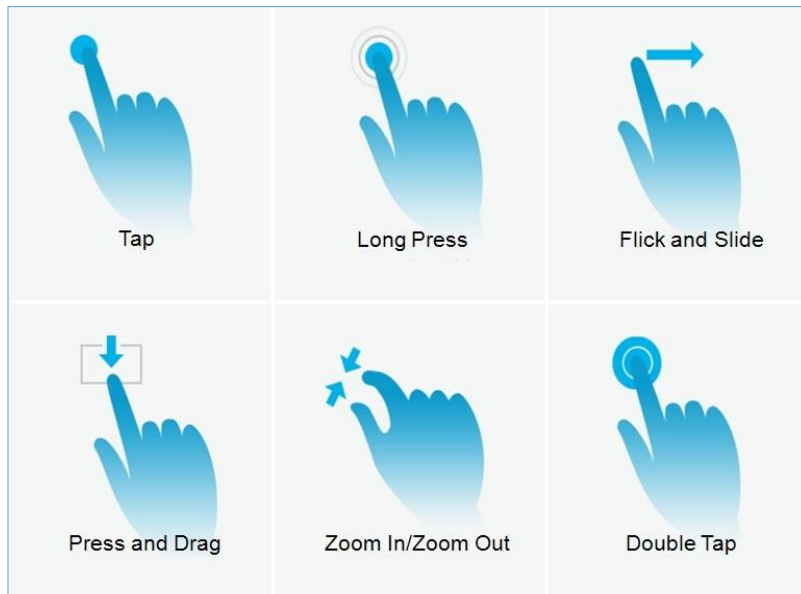 Tap
Long Press
Flick and Slide
Press and Drag
Zoom In/Zoom Out
Double Tap